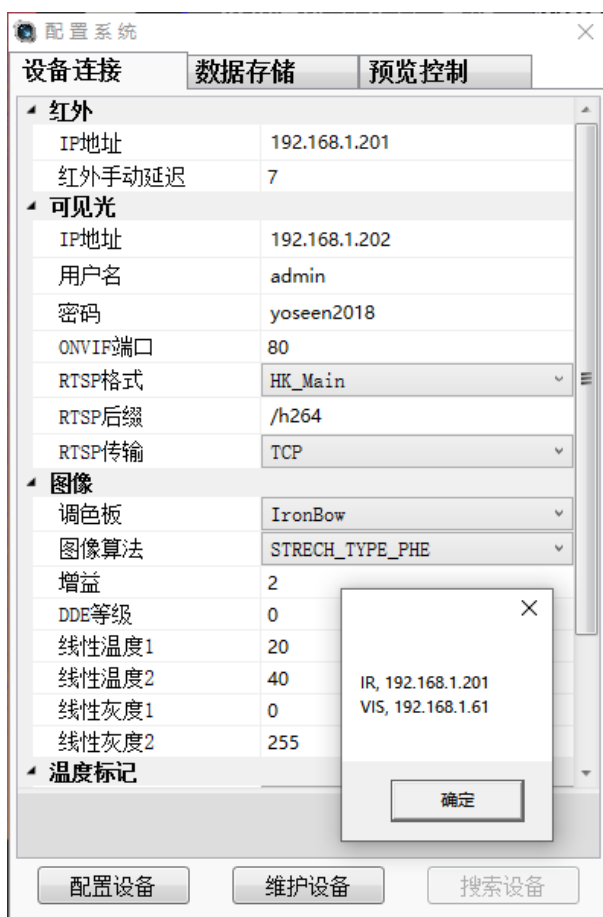 配置系统
设备连接 数据存储 预览控制
红外
IP地址 192.168.1.201
红外手动延迟 7
可见光
IP地址 192.168.1.202
用户名 admin
密码 yoseen2018
ONVIF端口 80
RTSP格式 HK_Main
RTSP后缀 /h264
RTSP传输 TCP
图像
调色板 IronBow
图像算法 STRECH_TYPE_PHE
增益 2
DDE等级 0
线性温度1 20
线性温度2 40
线性灰度1 0
线性灰度2 255
温度标记
IR, 192.168.1.201
VIS, 192.168.1.61
确定
配置设备 维护设备 搜索设备